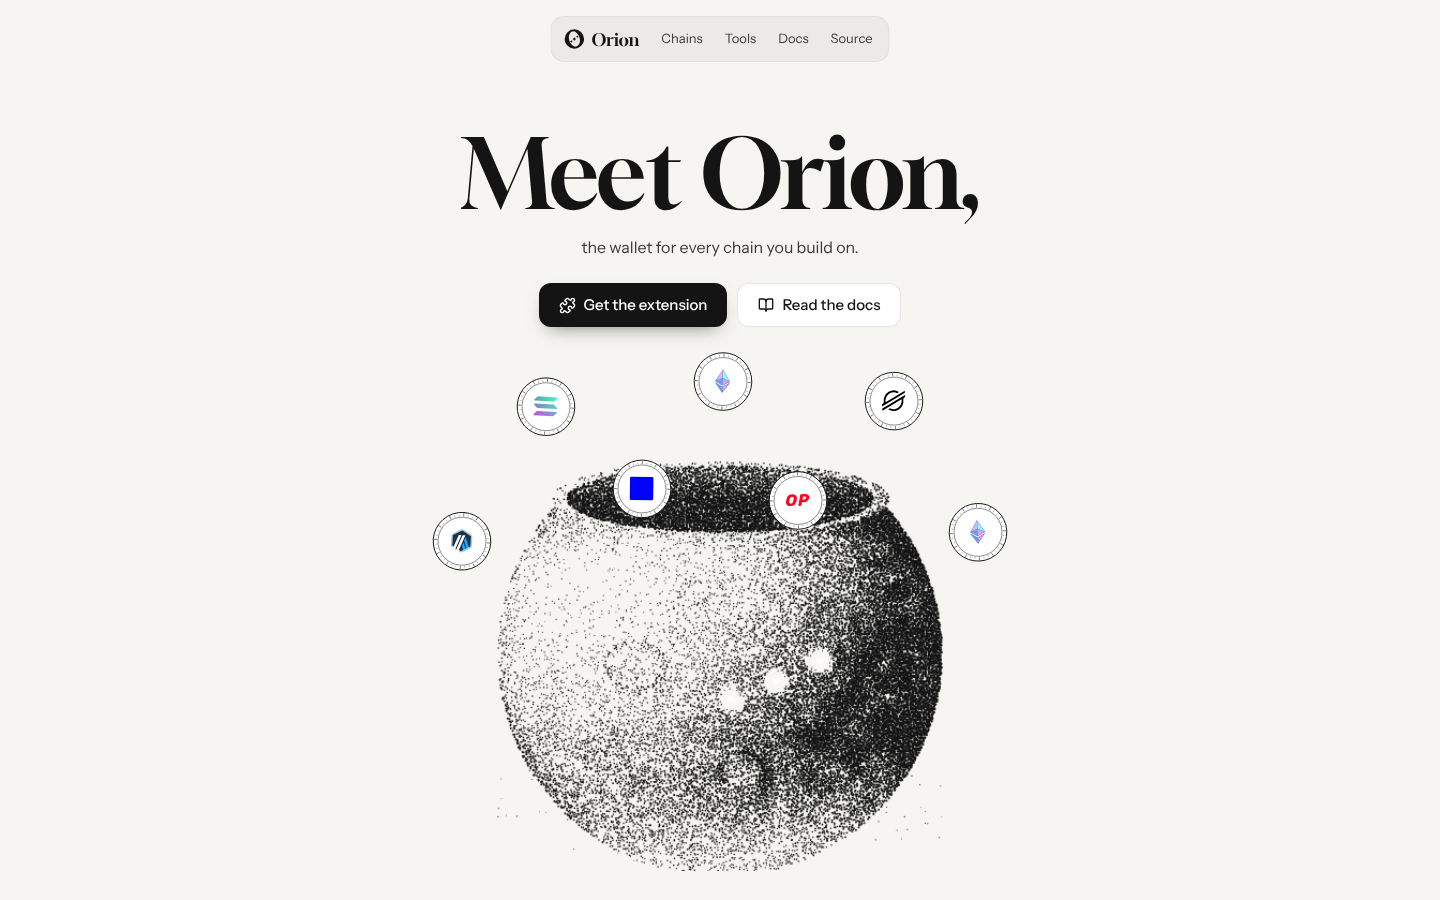 Orion Chains Tools Docs Source
Meet Orion,
the wallet for every chain you build on.
Get the extension Read the docs
OP